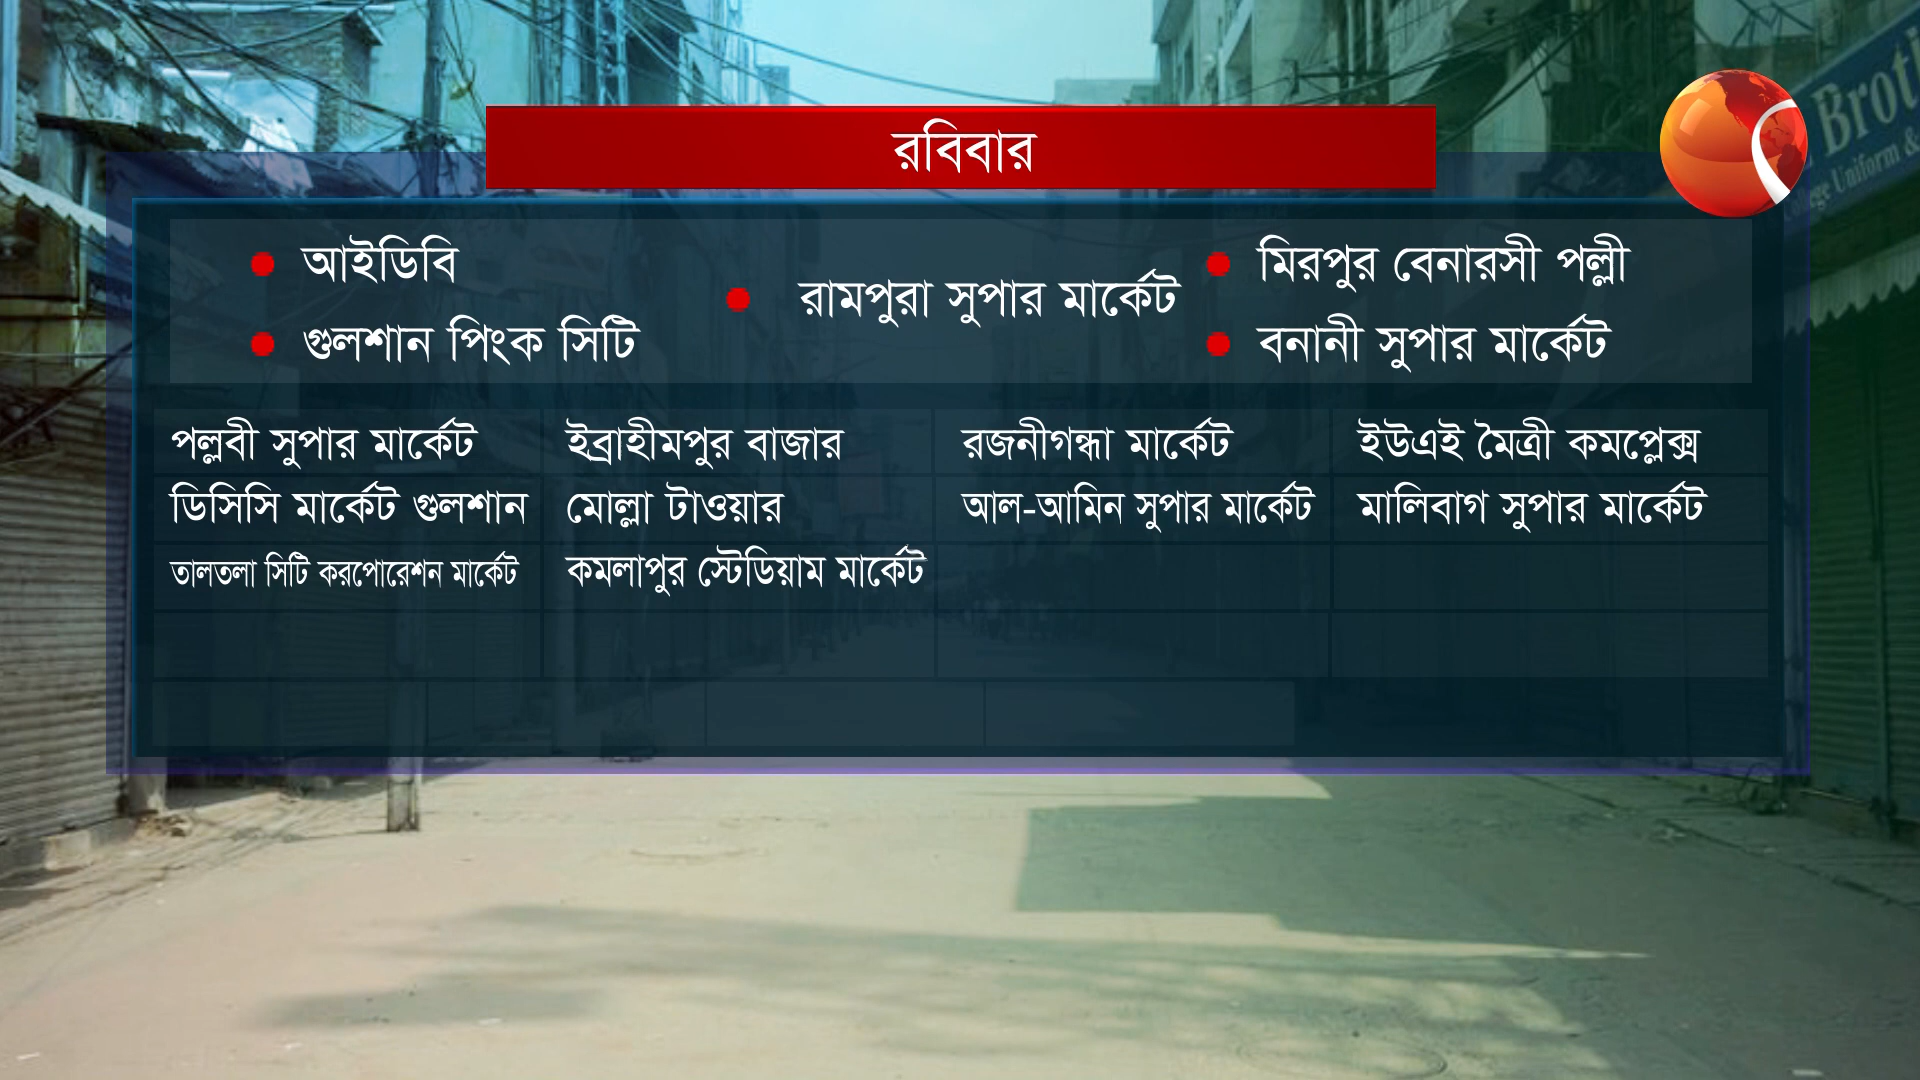 রবিবার
আইডিবি
গুলশান পিংক সিটি
রামপুরা সুপার মার্কেট
মিরপুর বেনারসী পল্লী
বনানী সুপার মার্কেট
পল্লবী সুপার মার্কেট ইব্রাহীমপুর বাজার রজনীগন্ধা মার্কেট ইউএই মৈত্রী কমপ্লেক্স
ডিসিসি মার্কেট গুলশান মোল্লা টাওয়ার আল-আমিন সুপার মার্কেট মালিবাগ সুপার মার্কেট
তালতলা সিটি করপোরেশন মার্কেট কমলাপুর স্টেডিয়াম মার্কেট